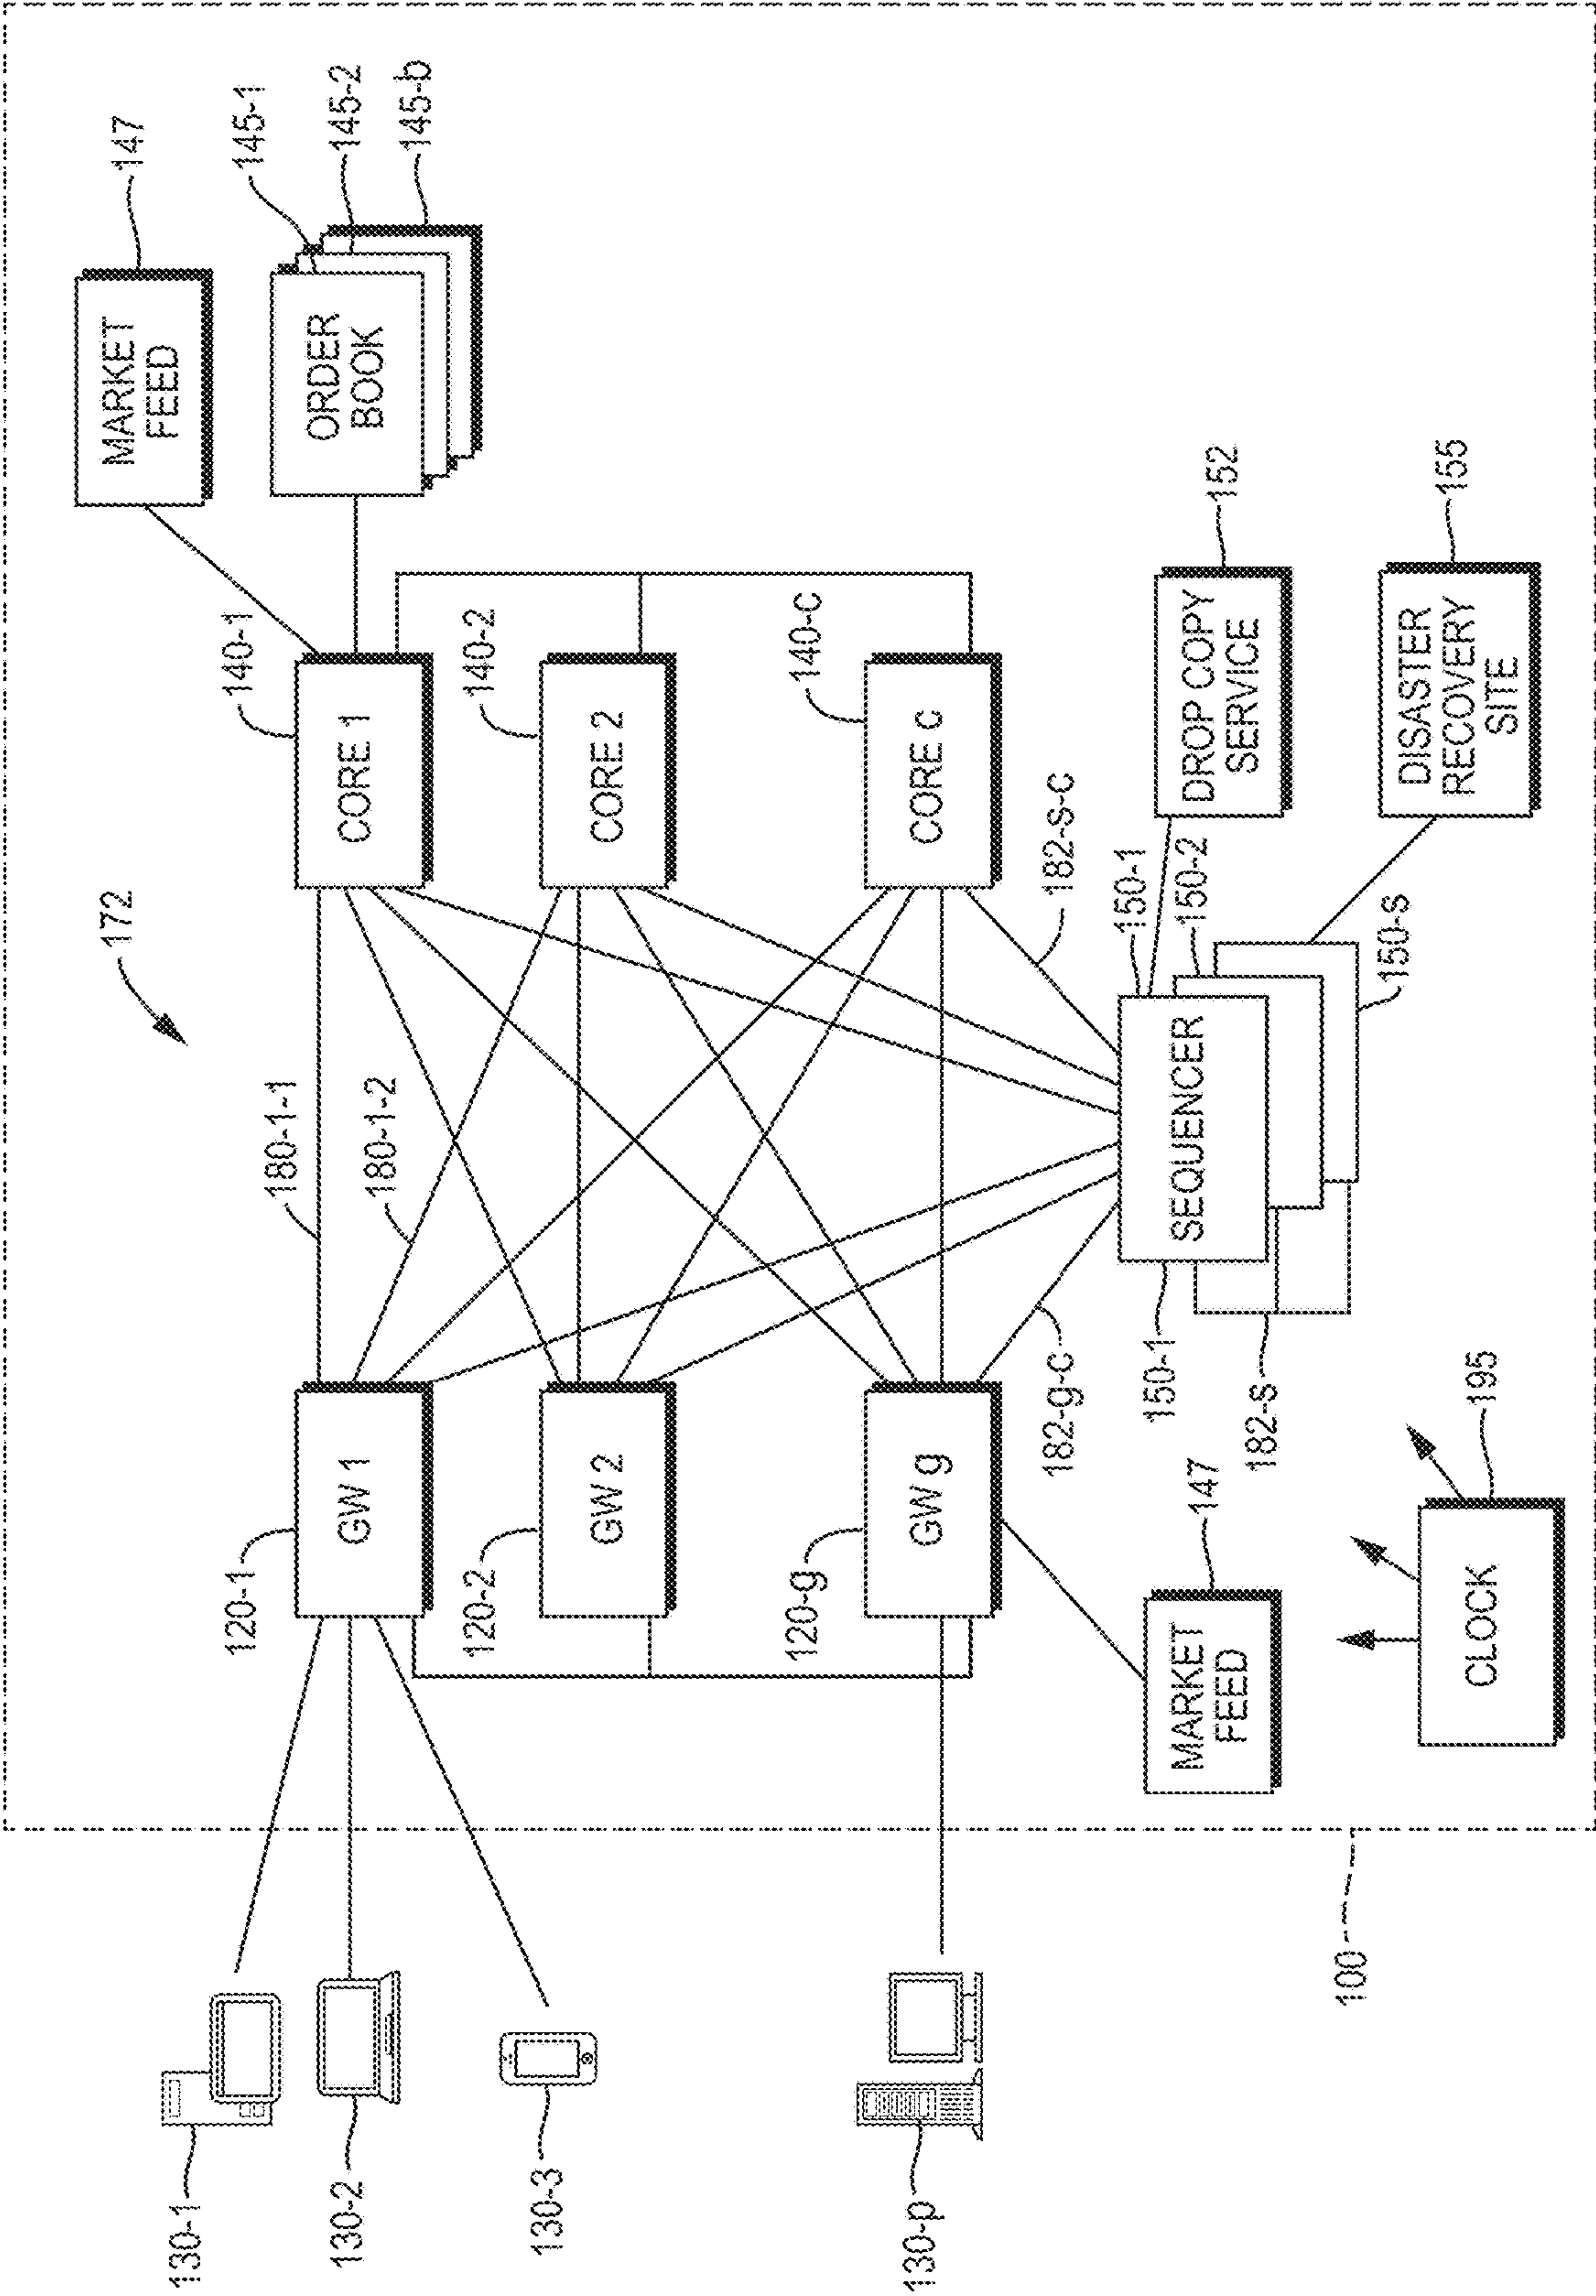 130-1
130-2
130-3
130-p
100
172
120-1
GW 1
120-2
GW 2
120-g
GW g
180-1-1
180-1-2
140-1
CORE 1
140-2
CORE 2
140-c
CORE c
147
MARKET
FEED
145-1
145-2
145-b
ORDER
BOOK
182-g-c
182-s-c
147
MARKET
FEED
150-1
SEQUENCER
150-1
150-2
150-s
182-s
152
DROP COPY
SERVICE
155
DISASTER
RECOVERY
SITE
195
CLOCK